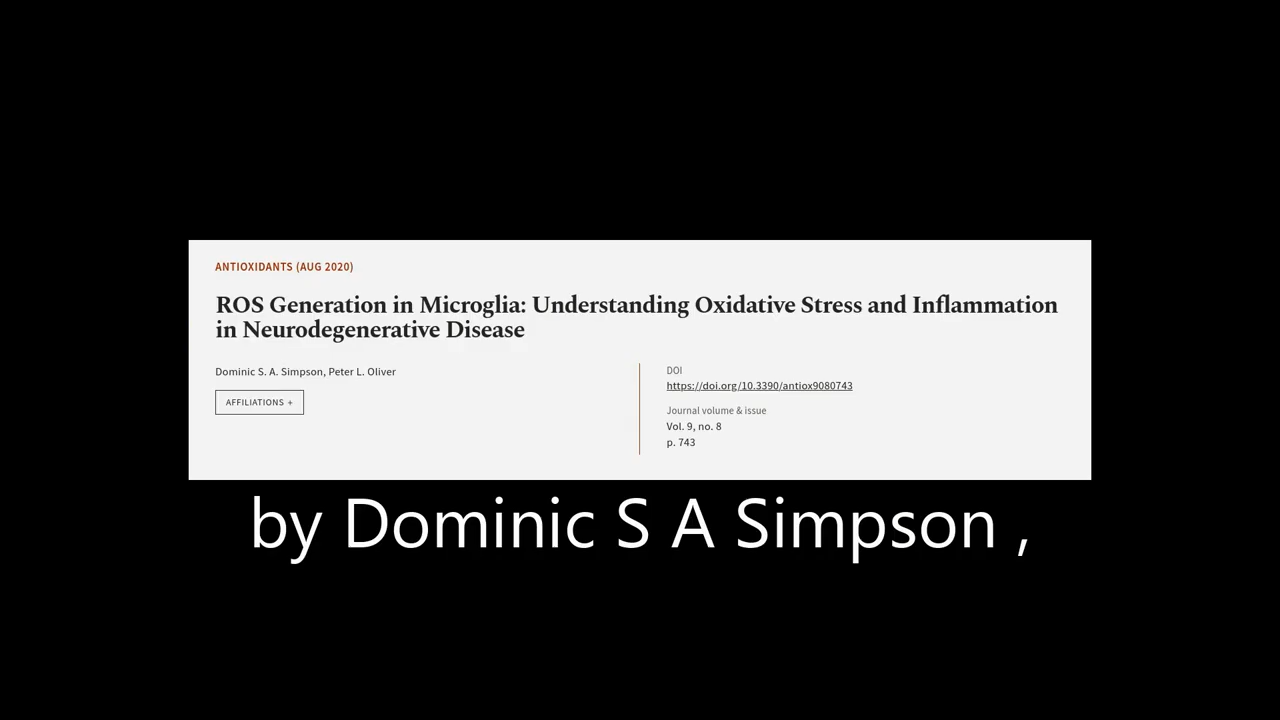 ANTIOXIDANTS (AUG 2020)
ROS Generation in Microglia: Understanding Oxidative Stress and Inflammation
in Neurodegenerative Disease
Dominic S. A. Simpson, Peter L. Oliver
AFFILIATIONS +
DOI
https://doi.org/10.3390/antiox9080743
Journal volume & issue
Vol. 9, no. 8
p. 743
by Dominic S A Simpson ,